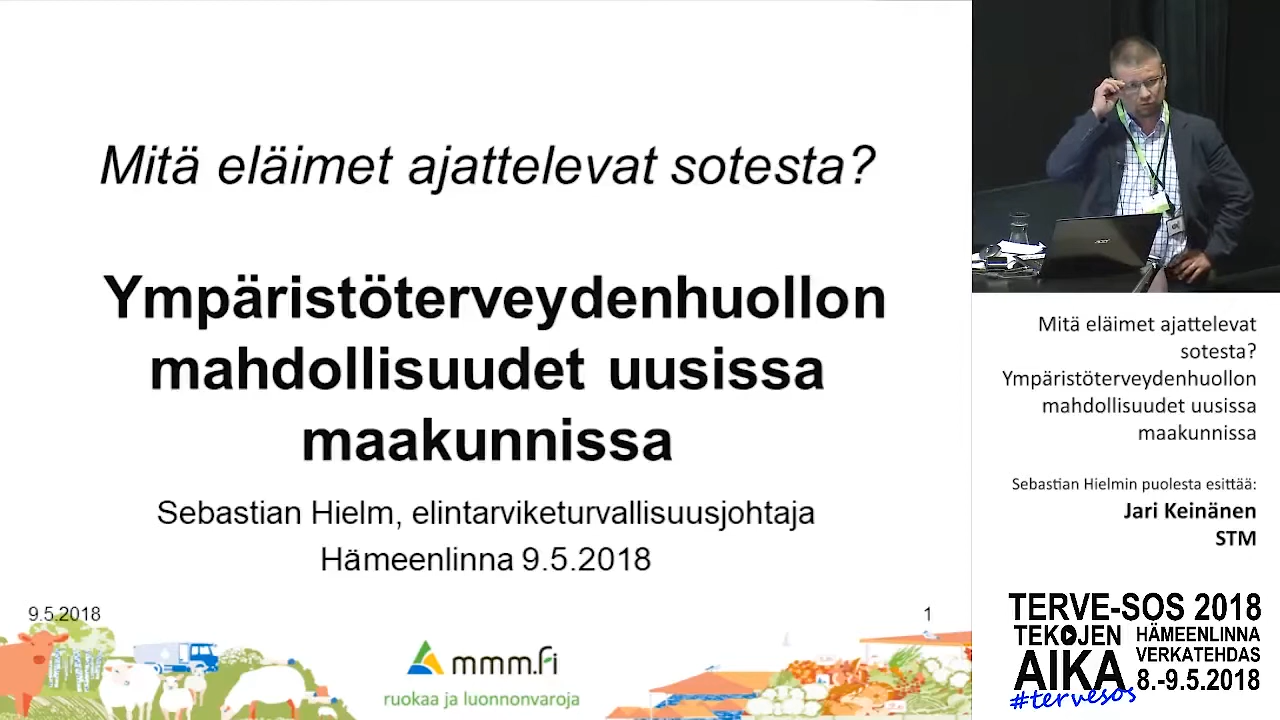 Mitä eläimet ajattelevat sotesta?
Ympäristöterveydenhuollon
mahdollisuudet uusissa
maakunnissa
Sebastian Hielm, elintarviketurvallisuusjohtaja
Hämeenlinna 9.5.2018
9.5.2018
1
mmm.fi
ruokaa ja luonnonvaroja
acer
Mitä eläimet ajattelevat
sotesta?
Ympäristöterveydenhuollon
mahdollisuudet uusissa
maakunnissa
Sebastian Hielmin puolesta esittää:
Jari Keinänen
STM
TERVE-SOS 2018
TEKOJEN
AIKA
HÄMEENLINNA
VERKATEHDAS
8.-9.5.2018
#tervesos